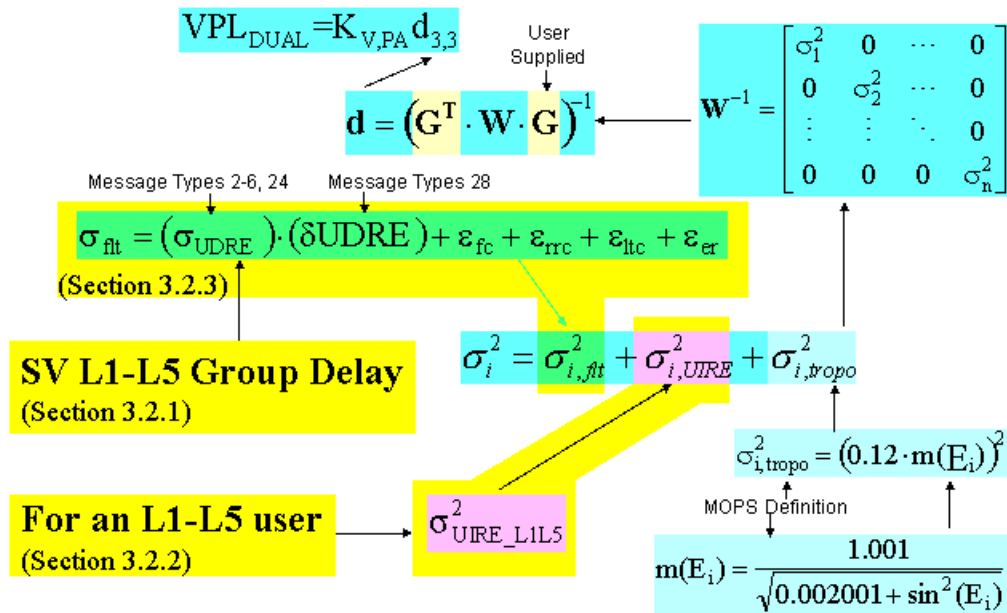 VPL_DUAL =K_V,PA d_3,3
User
Supplied
d = (G^T · W · G)^-1
W^-1 = [σ_1^2 0 ⋯ 0
0 σ_2^2 ⋯ 0
⋮ ⋮ ⋱ 0
0 0 0 σ_n^2]
Message Types 2-6, 24
Message Types 28
σ_flt = (σ_UDRE)·(δUDRE) + ε_fc + ε_rrc + ε_ltc + ε_er
(Section 3.2.3)
σ_i^2 = σ_i,flt^2 + σ_i,UIRE^2 + σ_i,tropo^2
SV L1-L5 Group Delay
(Section 3.2.1)
σ_i,tropo^2 = (0.12 · m(E_i))^2
MOPS Definition
For an L1-L5 user
(Section 3.2.2)
σ_UIRE_L1L5^2
m(E_i) = 1.001 / √(0.002001 + sin^2(E_i))